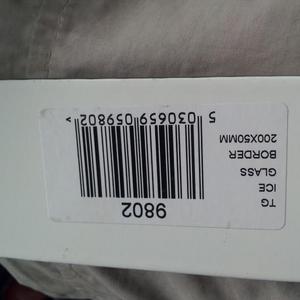 9802
5 030659 059802 >
TG
ICE
GLASS
BORDER
200X50MM